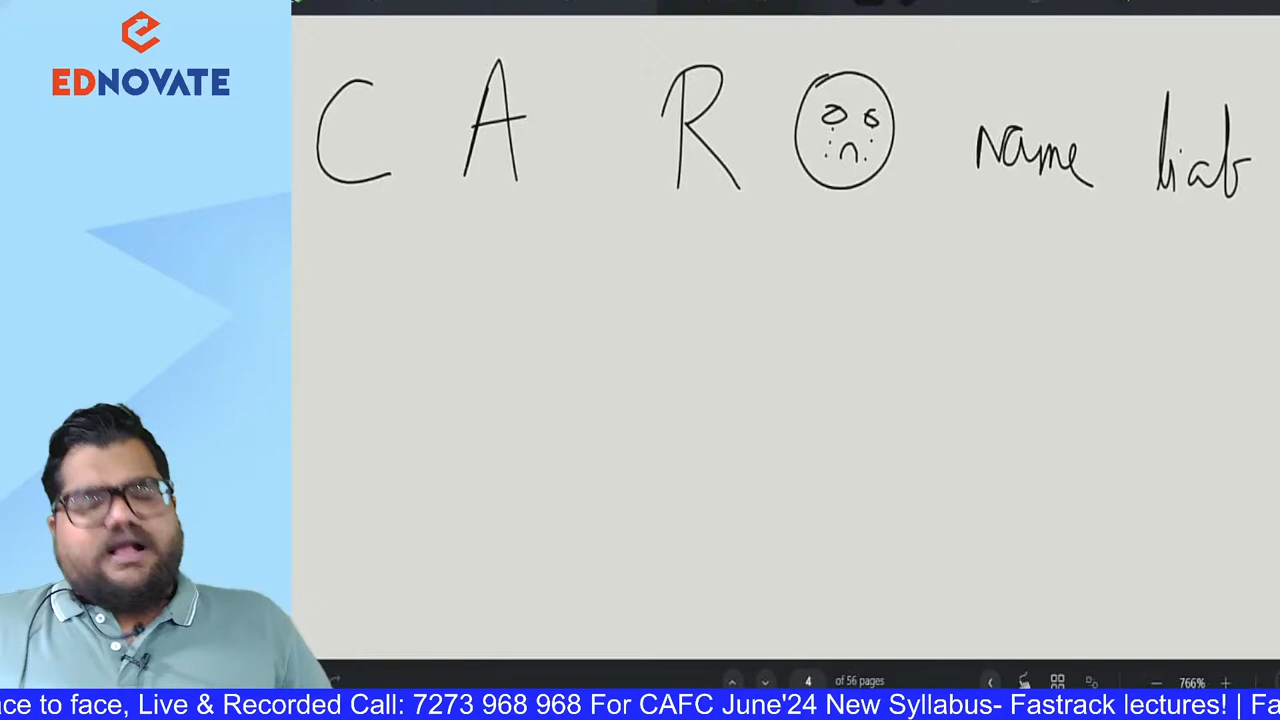 EDNOVATE
C A R name liab
4 of 56 pages 766%
ace to face, Live & Recorded Call: 7273 968 968 For CAFC June'24 New Syllabus- Fastrack lectures! | Fa